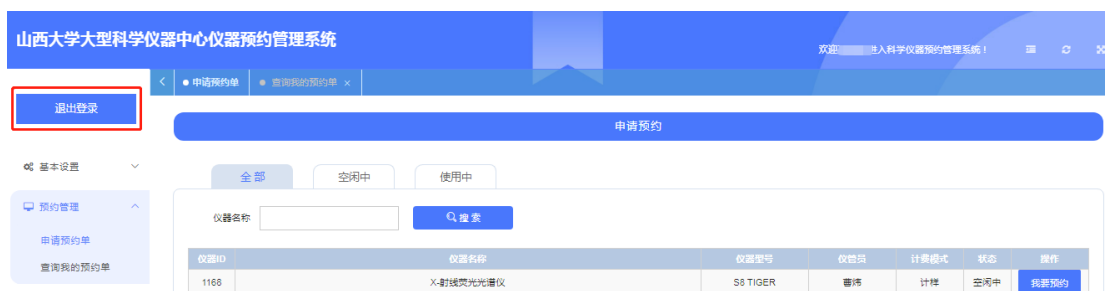 山西大学大型科学仪器中心仪器预约管理系统
欢迎 进入科学仪器预约管理系统！
申请预约单 查询我的预约单 ×
退出登录
申请预约
基本设置
全部 空闲中 使用中
预约管理
仪器名称 搜索
申请预约单
查询我的预约单
仪器ID 仪器名称 仪器型号 仪管员 计费模式 状态 操作
1168 X-射线荧光光谱仪 S8 TIGER 曹炜 计样 空闲中 我要预约